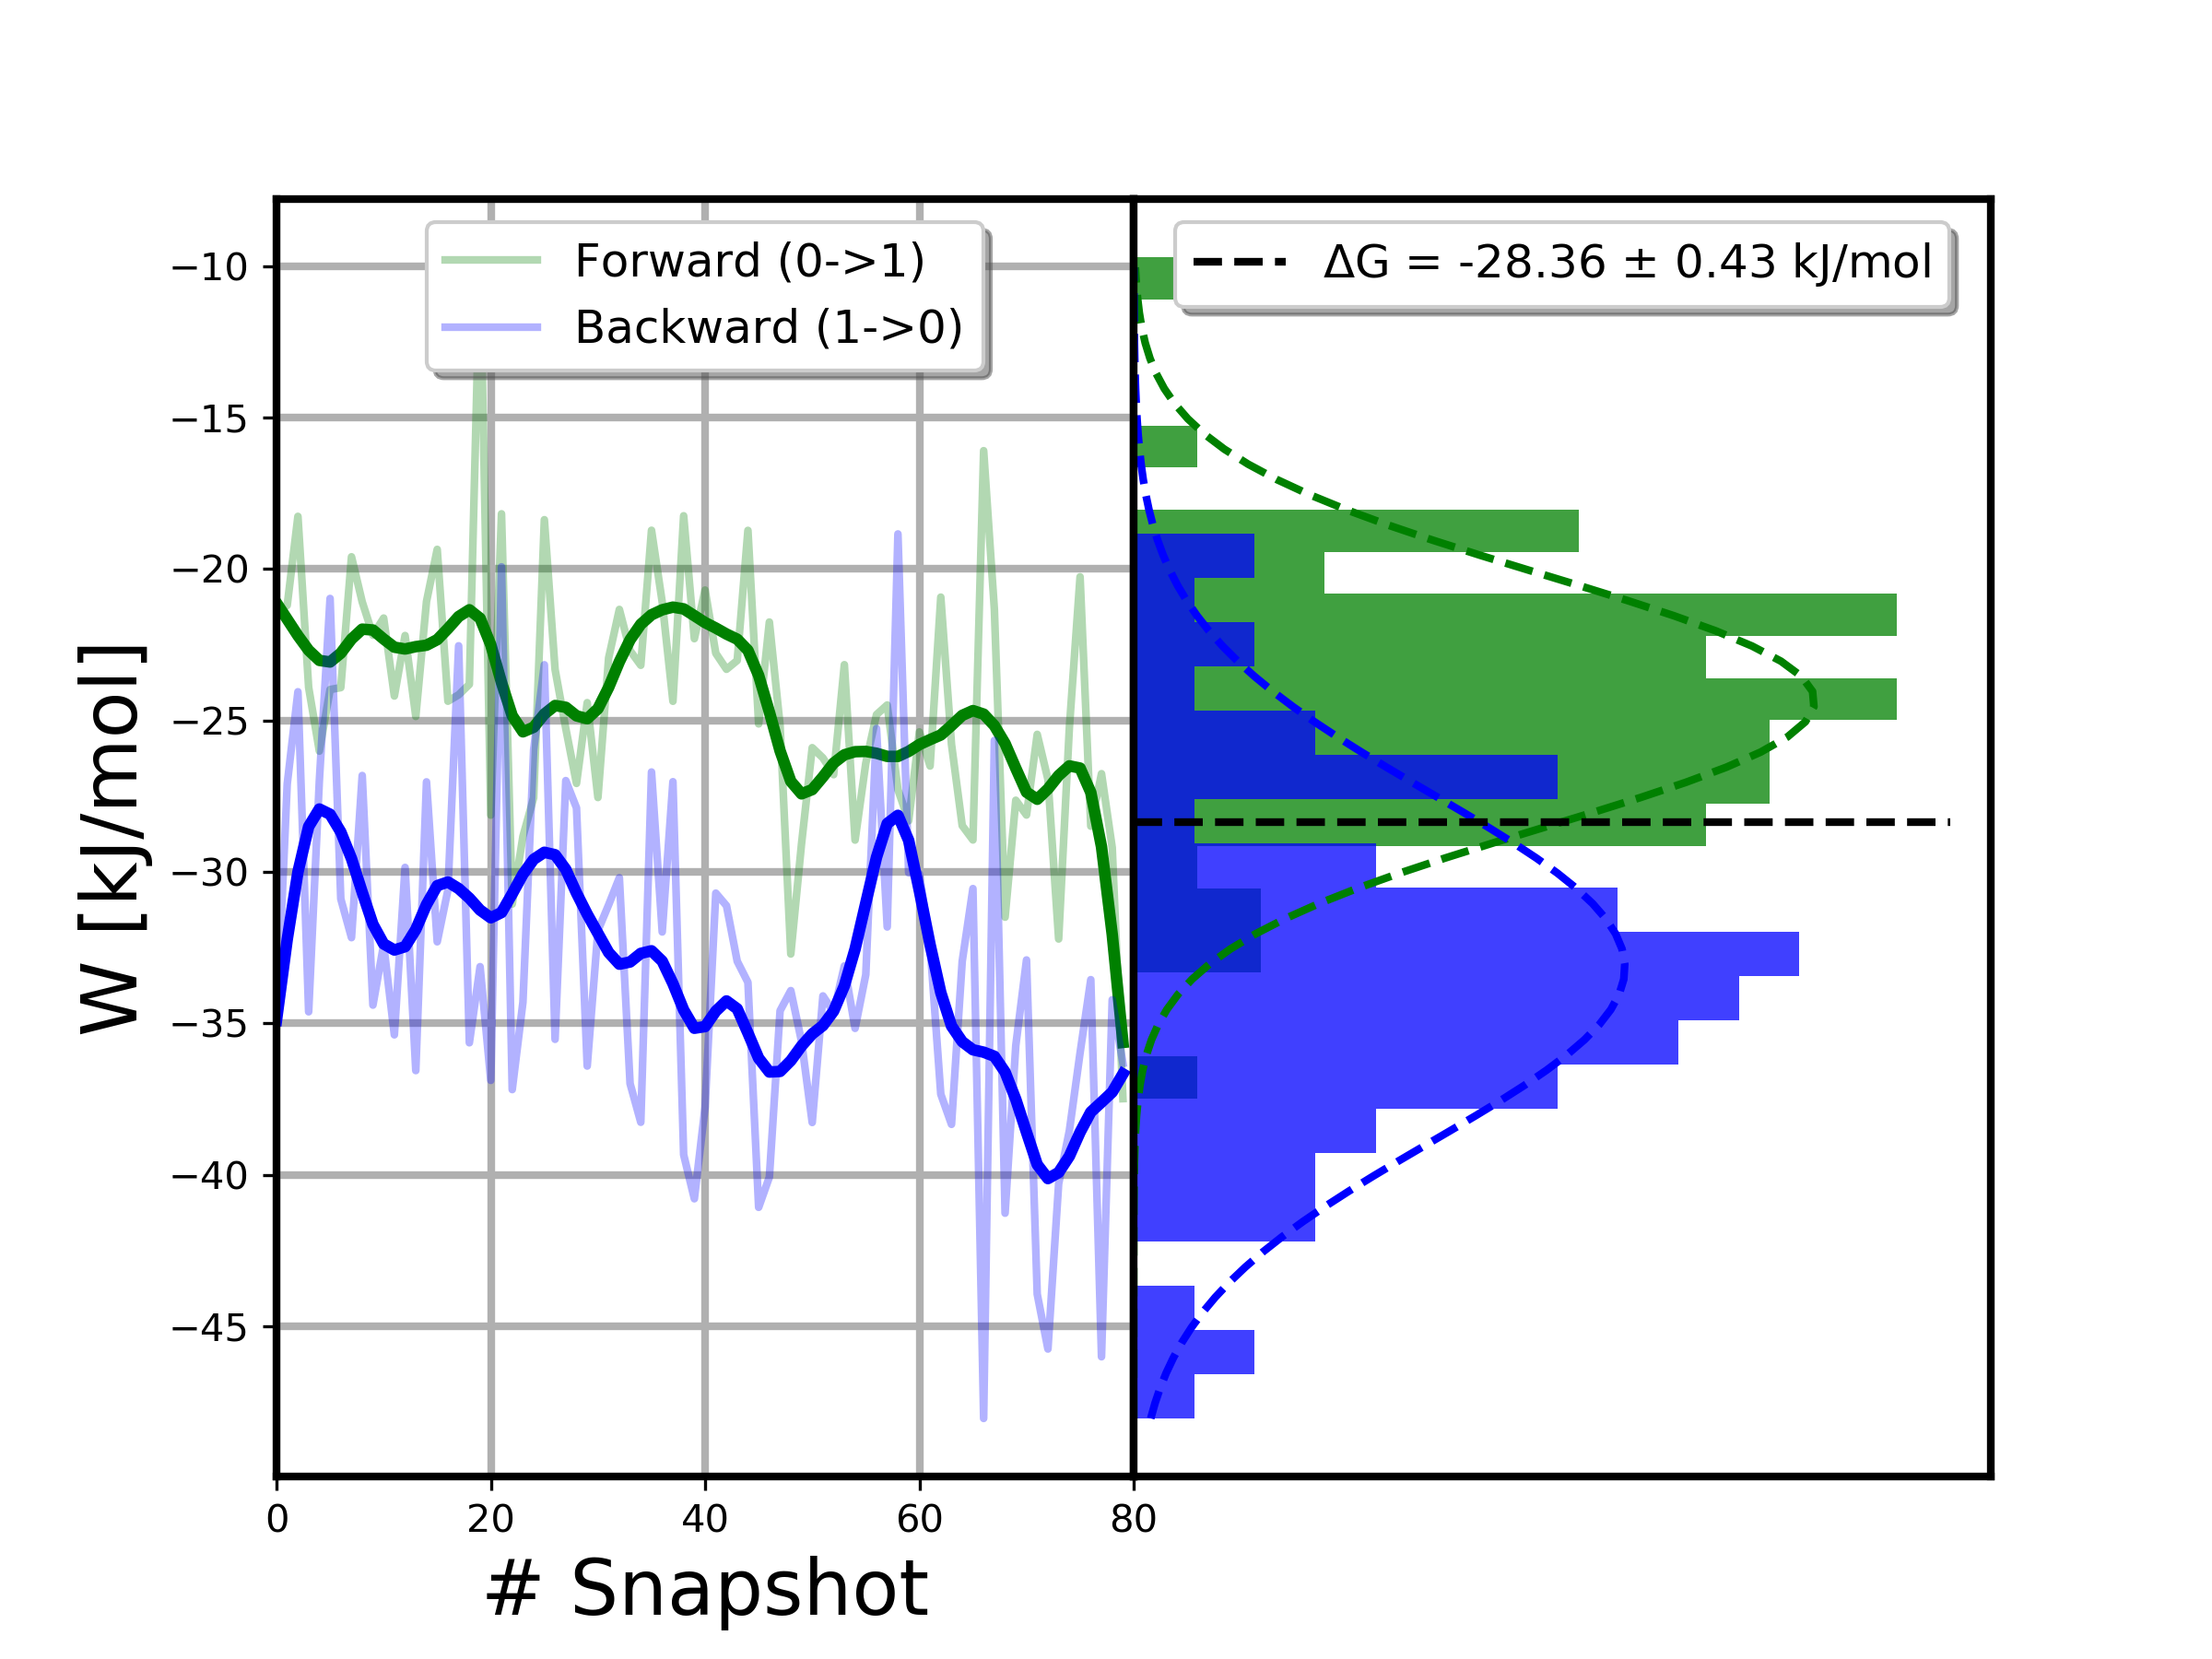 Forward (0->1)
Backward (1->0)
ΔG = -28.36 ± 0.43 kJ/mol
−10
−15
−20
−25
−30
−35
−40
−45
W [kJ/mol]
0 20 40 60 80
# Snapshot